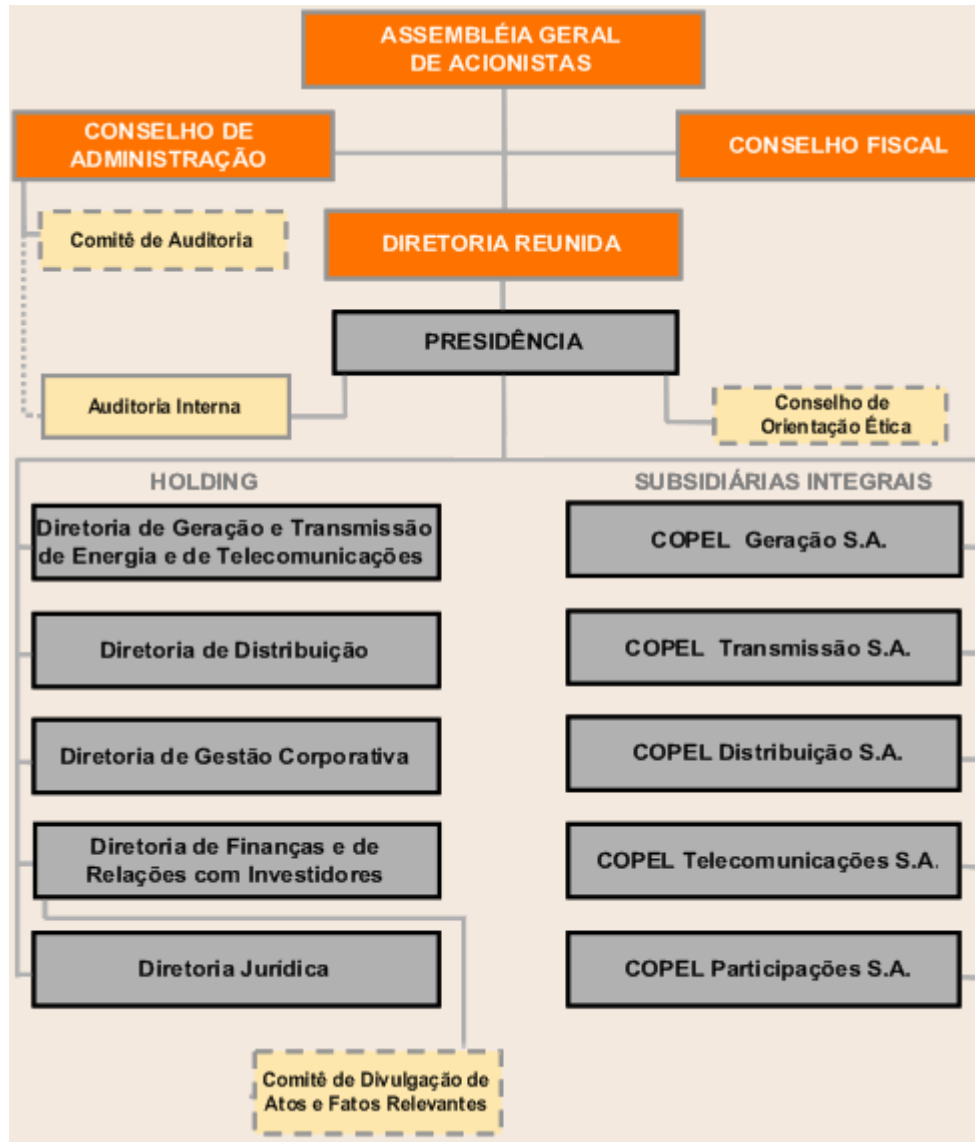 ASSEMBLÉIA GERAL
DE ACIONISTAS
CONSELHO DE
ADMINISTRAÇÃO
CONSELHO FISCAL
Comitê de Auditoria
DIRETORIA REUNIDA
PRESIDÊNCIA
Auditoria Interna
Conselho de
Orientação Ética
HOLDING
SUBSIDIÁRIAS INTEGRAIS
Diretoria de Geração e Transmissão
de Energia e de Telecomunicações
COPEL Geração S.A.
Diretoria de Distribuição
COPEL Transmissão S.A.
Diretoria de Gestão Corporativa
COPEL Distribuição S.A.
Diretoria de Finanças e de
Relações com Investidores
COPEL Telecomunicações S.A.
Diretoria Jurídica
COPEL Participações S.A.
Comitê de Divulgação de
Atos e Fatos Relevantes